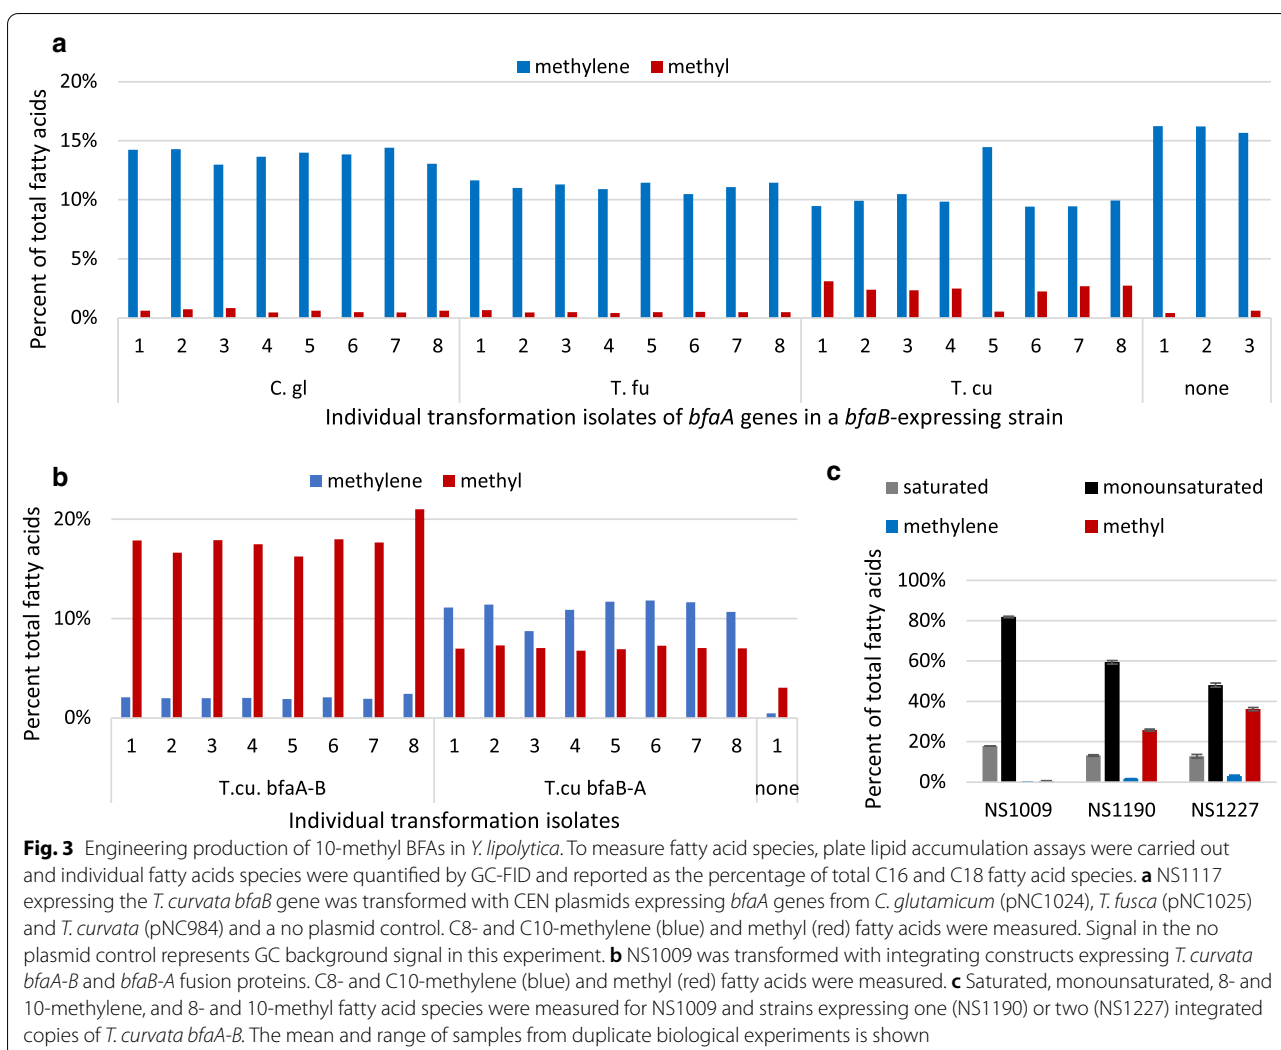 a
methylene methyl
Percent of total fatty acids
20%
15%
10%
5%
0%
1 2 3 4 5 6 7 8 1 2 3 4 5 6 7 8 1 2 3 4 5 6 7 8 1 2 3
C. gl T. fu T. cu none
Individual transformation isolates of bfaA genes in a bfaB-expressing strain
b
methylene methyl
Percent total fatty acids
20%
10%
0%
1 2 3 4 5 6 7 8 1 2 3 4 5 6 7 8 1
T.cu. bfaA-B T.cu bfaB-A none
Individual transformation isolates
c
saturated monounsaturated
methylene methyl
Percent of total fatty acids
100%
80%
60%
40%
20%
0%
NS1009 NS1190 NS1227
Fig. 3 Engineering production of 10-methyl BFAs in Y. lipolytica. To measure fatty acid species, plate lipid accumulation assays were carried out
and individual fatty acids species were quantified by GC-FID and reported as the percentage of total C16 and C18 fatty acid species. a NS1117
expressing the T. curvata bfaB gene was transformed with CEN plasmids expressing bfaA genes from C. glutamicum (pNC1024), T. fusca (pNC1025)
and T. curvata (pNC984) and a no plasmid control. C8- and C10-methylene (blue) and methyl (red) fatty acids were measured. Signal in the no
plasmid control represents GC background signal in this experiment. b NS1009 was transformed with integrating constructs expressing T. curvata
bfaA-B and bfaB-A fusion proteins. C8- and C10-methylene (blue) and methyl (red) fatty acids were measured. c Saturated, monounsaturated, 8- and
10-methylene, and 8- and 10-methyl fatty acid species were measured for NS1009 and strains expressing one (NS1190) or two (NS1227) integrated
copies of T. curvata bfaA-B. The mean and range of samples from duplicate biological experiments is shown